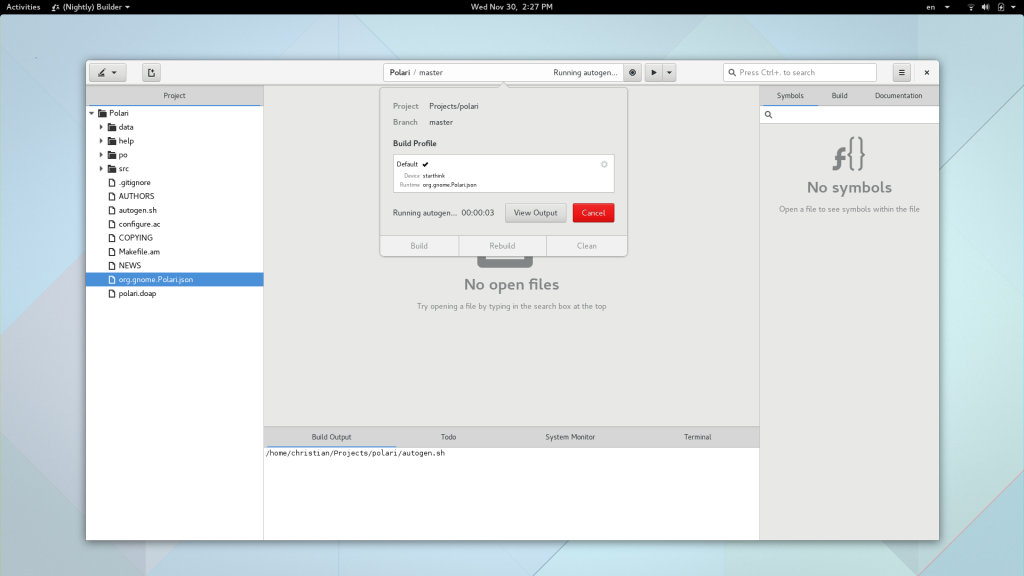 Activities
(Nightly) Builder
Wed Nov 30, 2:27 PM
en
Polari / master
Running autogen...
Press Ctrl+. to search
Project
Polari
data
help
po
src
.gitignore
AUTHORS
autogen.sh
configure.ac
COPYING
Makefile.am
NEWS
org.gnome.Polari.json
polari.doap
Project Projects/polari
Branch master
Build Profile
Default
Device starthink
Runtime org.gnome.Polari.json
Running autogen... 00:00:03
View Output
Cancel
Build
Rebuild
Clean
No open files
Try opening a file by typing in the search box at the top
Build Output
Todo
System Monitor
Terminal
/home/christian/Projects/polari/autogen.sh
Symbols
Build
Documentation
f{}
No symbols
Open a file to see symbols within the file